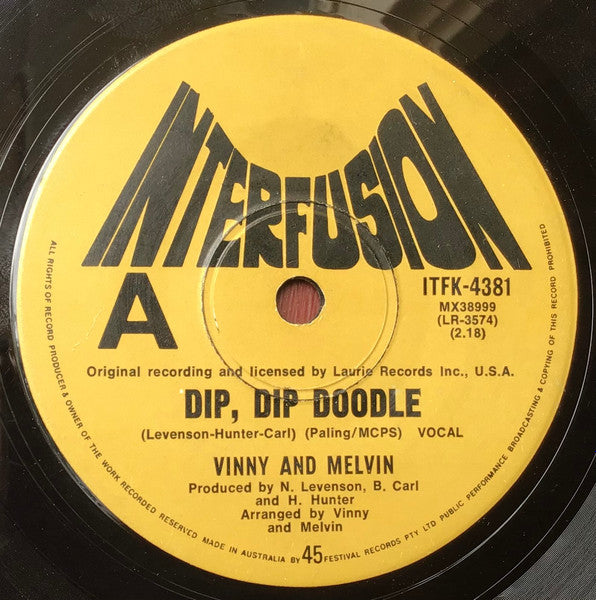 INTERFUSION
A
ITFK-4381
MX38999
(LR-3574)
(2.18)
Original recording and licensed by Laurie Records Inc., U.S.A.
DIP, DIP DOODLE
(Levenson-Hunter-Carl) (Paling/MCPS) VOCAL
VINNY AND MELVIN
Produced by N. Levenson, B. Carl
and H. Hunter
Arranged by Vinny
and Melvin
ALL RIGHTS OF RECORD PRODUCER & OWNER OF THE WORK RECORDED RESERVED MADE IN AUSTRALIA BY 45 FESTIVAL RECORDS PTY LTD PUBLIC PERFORMANCE BROADCASTING & COPYING OF THIS RECORD PROHIBITED